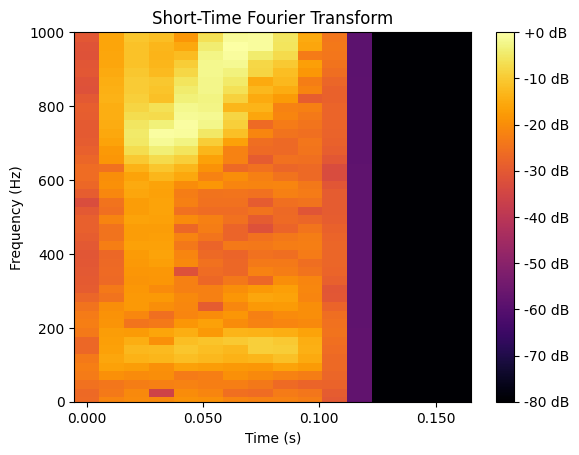 Short-Time Fourier Transform
1000
800
600
400
200
0
Frequency (Hz)
0.000
0.050
0.100
0.150
Time (s)
+0 dB
-10 dB
-20 dB
-30 dB
-40 dB
-50 dB
-60 dB
-70 dB
-80 dB